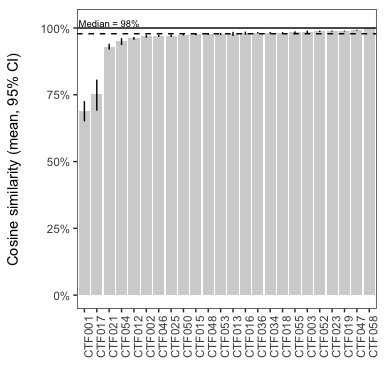 Median = 98%
100%
75%
50%
25%
0%
Cosine similarity (mean, 95% CI)
CTF001
CTF017
CTF021
CTF054
CTF012
CTF002
CTF046
CTF025
CTF050
CTF015
CTF048
CTF053
CTF013
CTF016
CTF036
CTF034
CTF018
CTF055
CTF003
CTF052
CTF023
CTF019
CTF047
CTF058